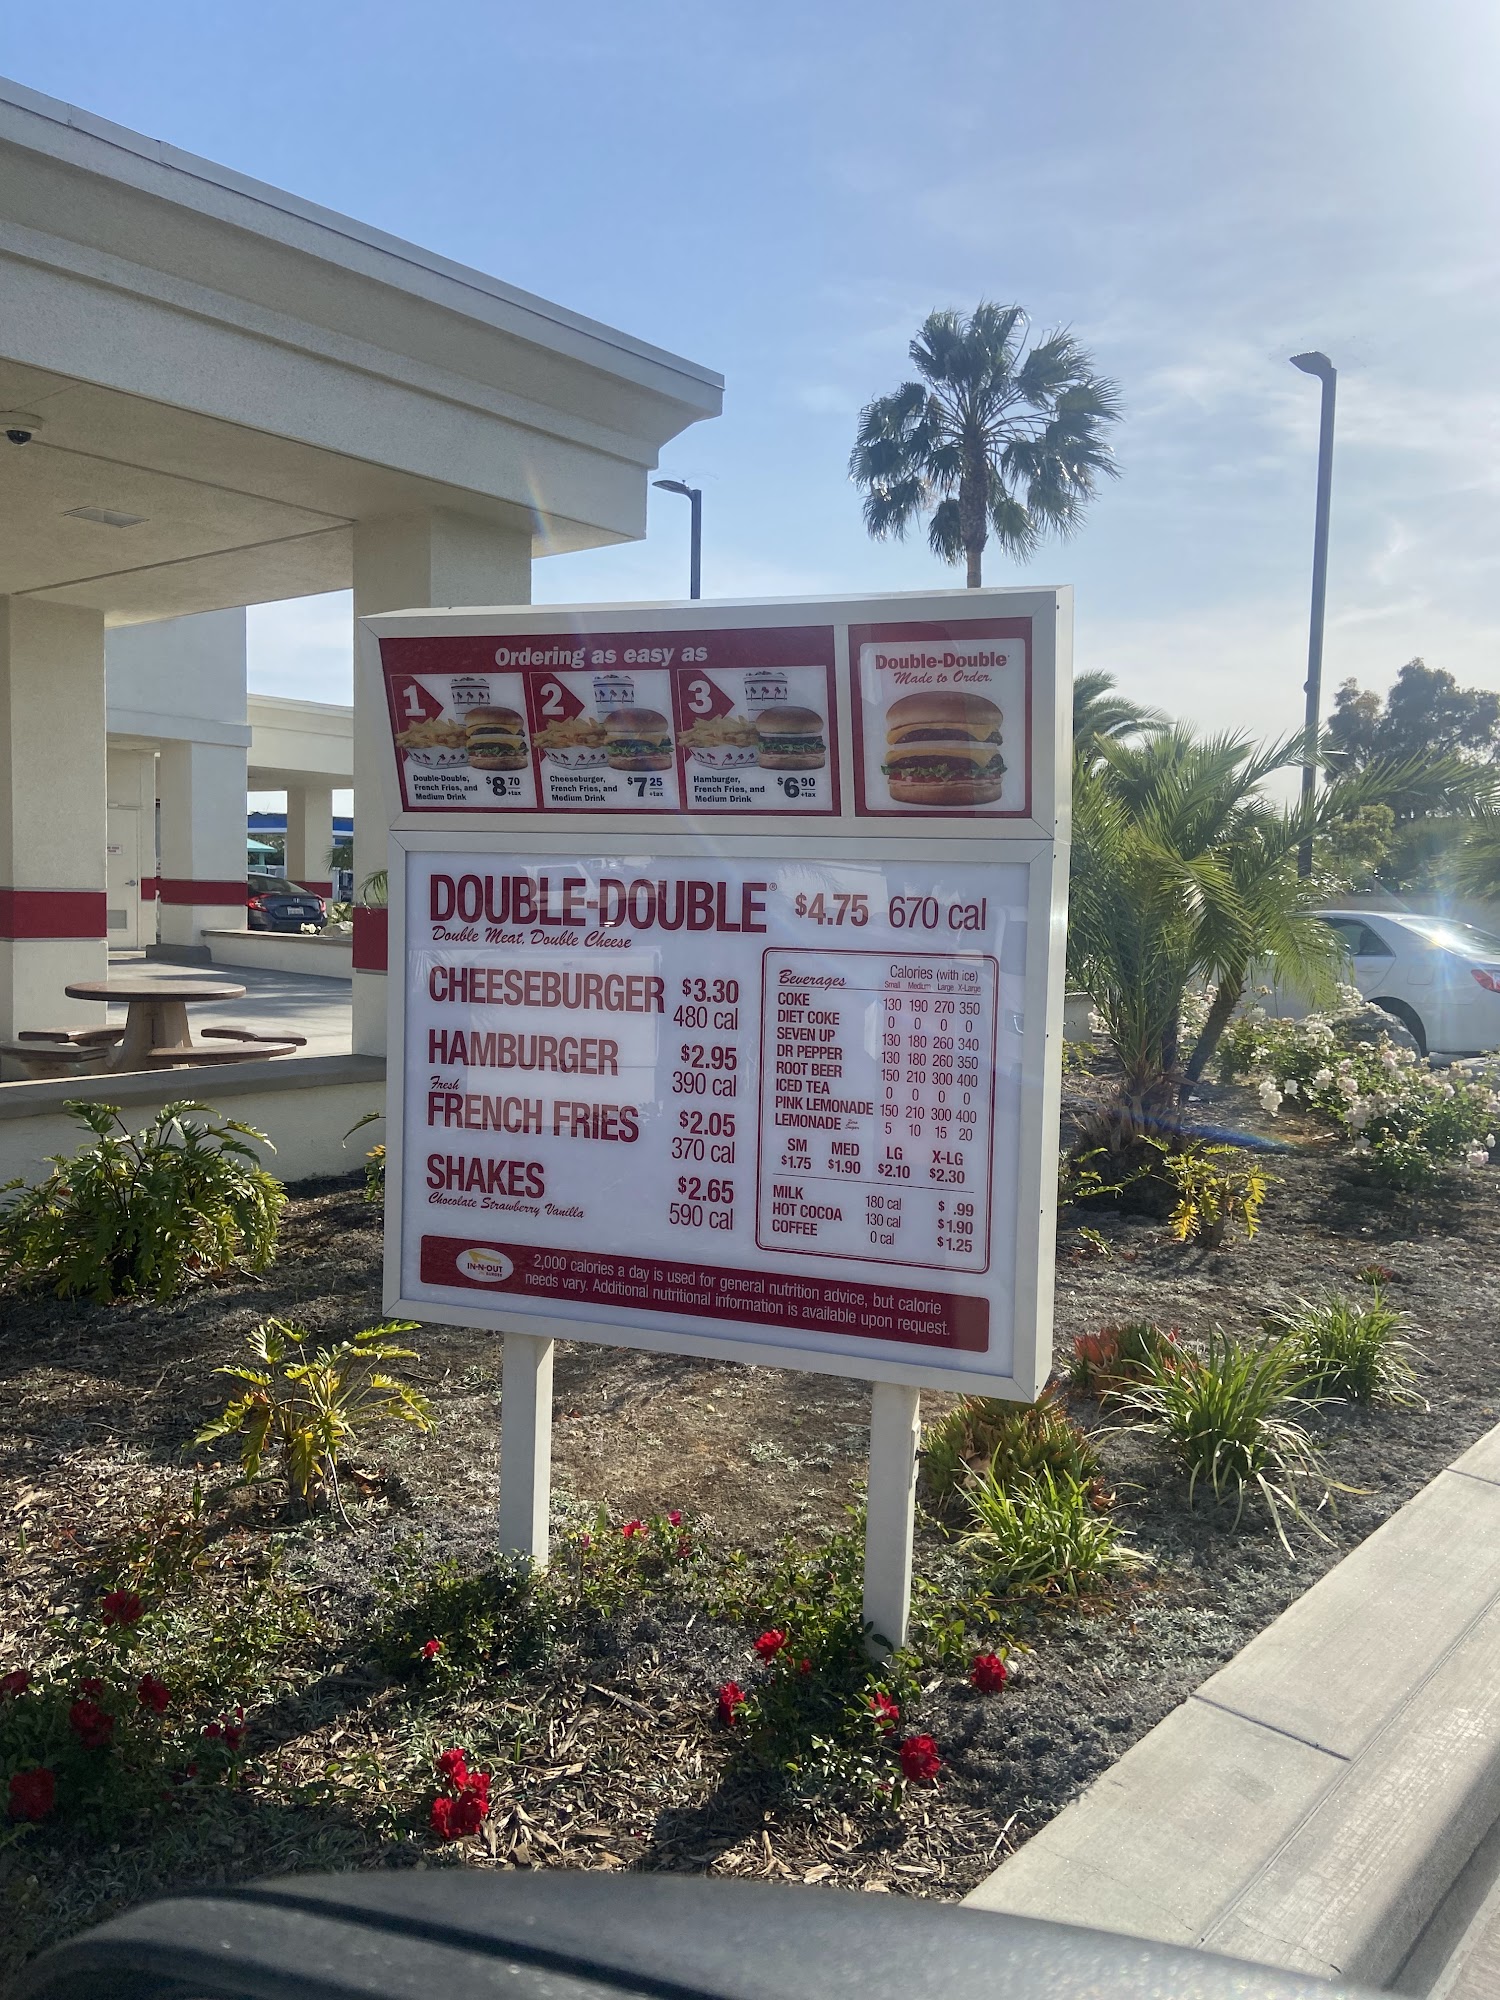 Ordering as easy as
1
Double-Double,
French Fries, and
Medium Drink
$8 70
+tax
2
Cheeseburger,
French Fries, and
Medium Drink
$7 25
+tax
3
Hamburger,
French Fries, and
Medium Drink
$6 90
+tax
Double-Double
Made to Order.
DOUBLE-DOUBLE® $4.75 670 cal
Double Meat, Double Cheese
CHEESEBURGER $3.30
480 cal
HAMBURGER $2.95
390 cal
Fresh
FRENCH FRIES $2.05
370 cal
SHAKES $2.65
Chocolate Strawberry Vanilla
590 cal
Beverages Calories (with ice)
Small Medium Large X-Large
COKE 130 190 270 350
DIET COKE 0 0 0 0
SEVEN UP 130 180 260 340
DR PEPPER 130 180 260 350
ROOT BEER 150 210 300 400
ICED TEA 0 0 0 0
PINK LEMONADE 150 210 300 400
LEMONADE 5 10 15 20
SM MED LG X-LG
$1.75 $1.90 $2.10 $2.30
MILK 180 cal $ .99
HOT COCOA 130 cal $1.90
COFFEE 0 cal $1.25
IN-N-OUT
BURGER
2,000 calories a day is used for general nutrition advice, but calorie
needs vary. Additional nutritional information is available upon request.